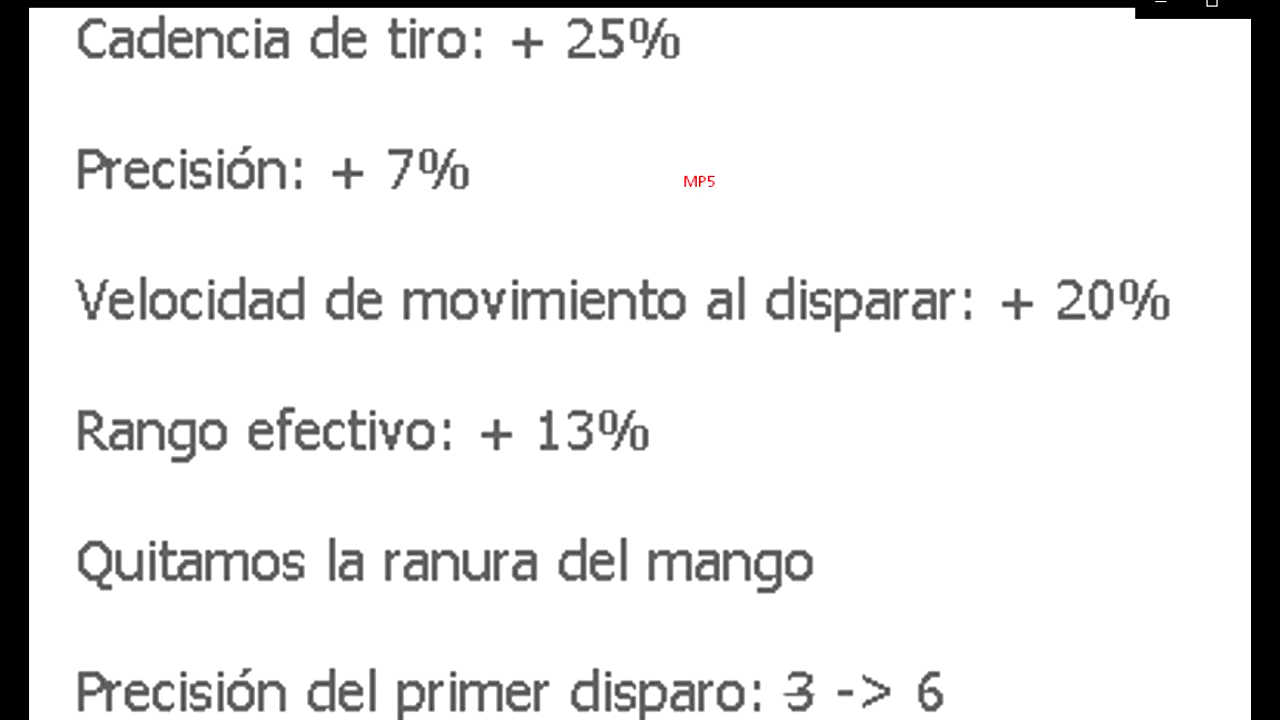 Cadencia de tiro: + 25%
Precisión: + 7%
MP5
Velocidad de movimiento al disparar: + 20%
Rango efectivo: + 13%
Quitamos la ranura del mango
Precisión del primer disparo: 3 -> 6